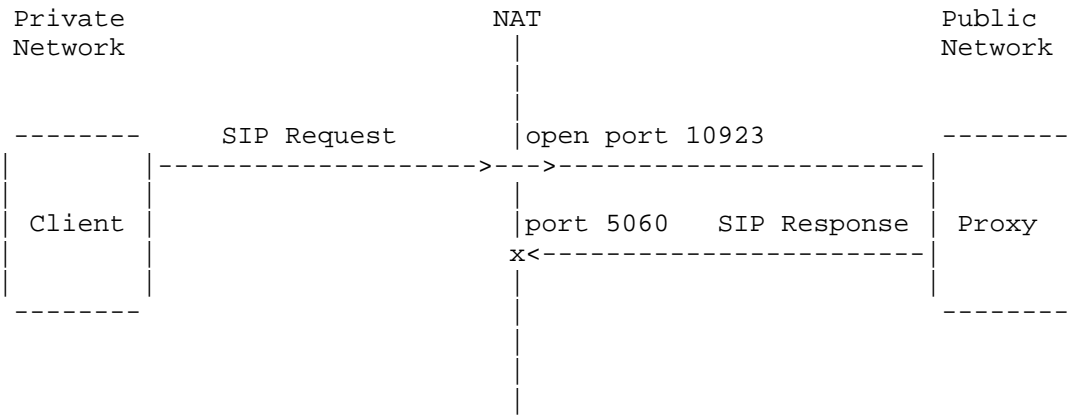 Private NAT Public
Network Network
SIP Request open port 10923
Client port 5060 SIP Response Proxy
x